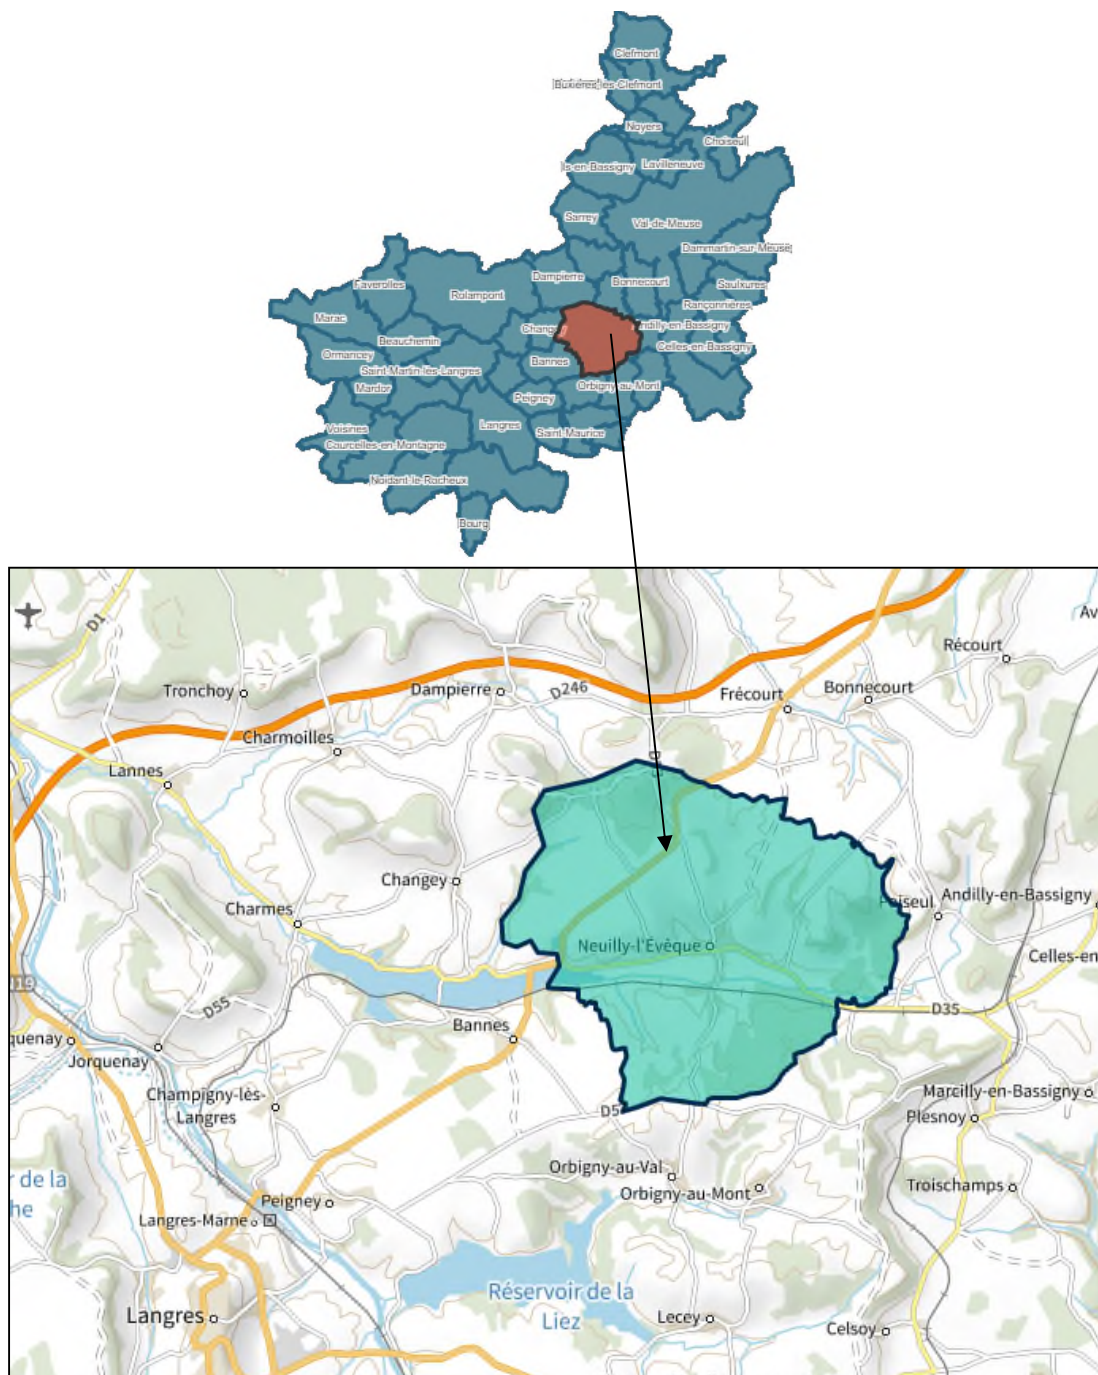 Clefmont
Buxières-lès-Clefmont
Noyers
Choiseul
Is-en-Bassigny
Lavilleneuve
Sarrey
Val-de-Meuse
Dammartin-sur-Meuse
Dampierre
Bonnecourt
Saulxures
Faverolles
Rolampont
Rançonnières
Marac
Andilly-en-Bassigny
Beauchemin
Celles-en-Bassigny
Ormancey
Bannes
Saint-Martin-lès-Langres
Mardor
Orbigny-au-Mont
Peigney
Voisines
Langres
Saint-Maurice
Courcelles-en-Montagne
Noidant-le-Rocheux
Bourg
D1
Av
Récourt
Tronchoy
Dampierre
D246
Frécourt
Bonnecourt
Charmoilles
Lannes
Changey
Andilly-en-Bassigny
Charmes
Neuilly-l'Évêque
Celles-en
D55
D35
Bannes
quenay
Jorquenay
Champigny-lès-
Langres
Marcilly-en-Bassigny
Plesnoy
D5
Orbigny-au-Val
Orbigny-au-Mont
Troischamps
r de la
he
Peigney
Langres-Marne
Réservoir de la
Liez
Langres
Lecey
Celsoy